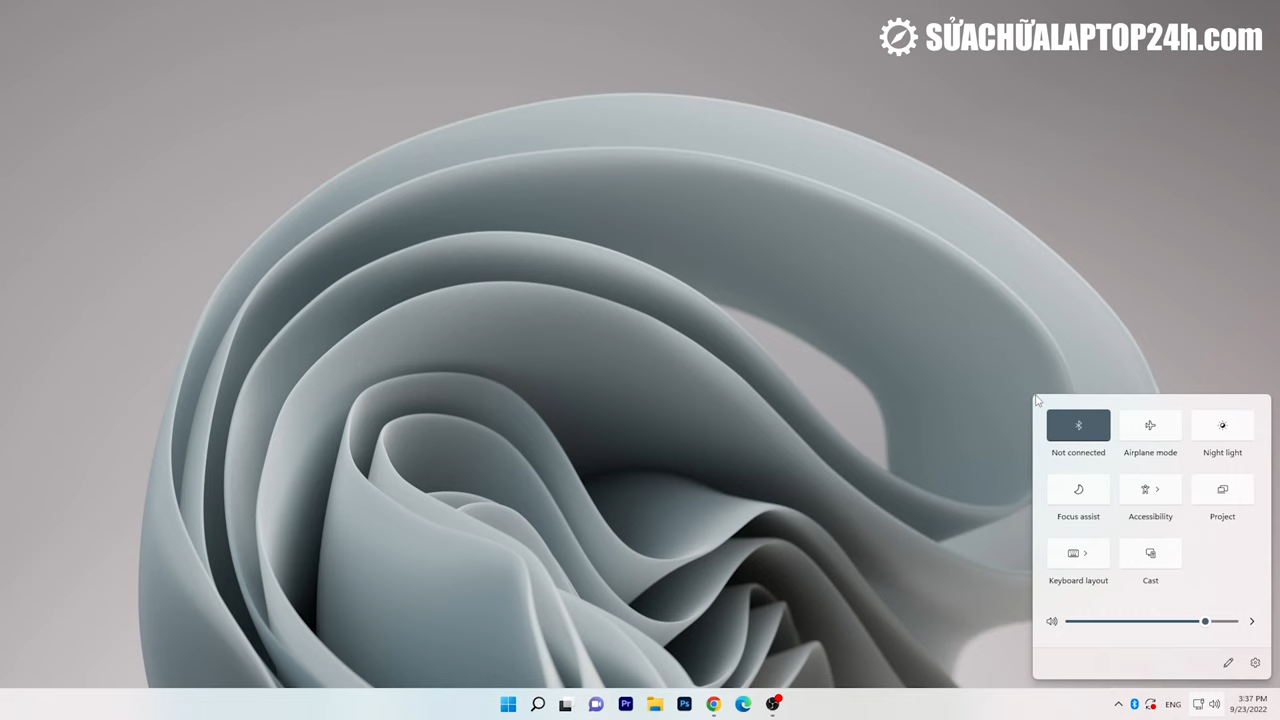 SỬACHỮALAPTOP24h.com
Not connected
Airplane mode
Night light
Focus assist
Accessibility
Project
Keyboard layout
Cast
Pr
Ps
ENG
3:37 PM
9/23/2022